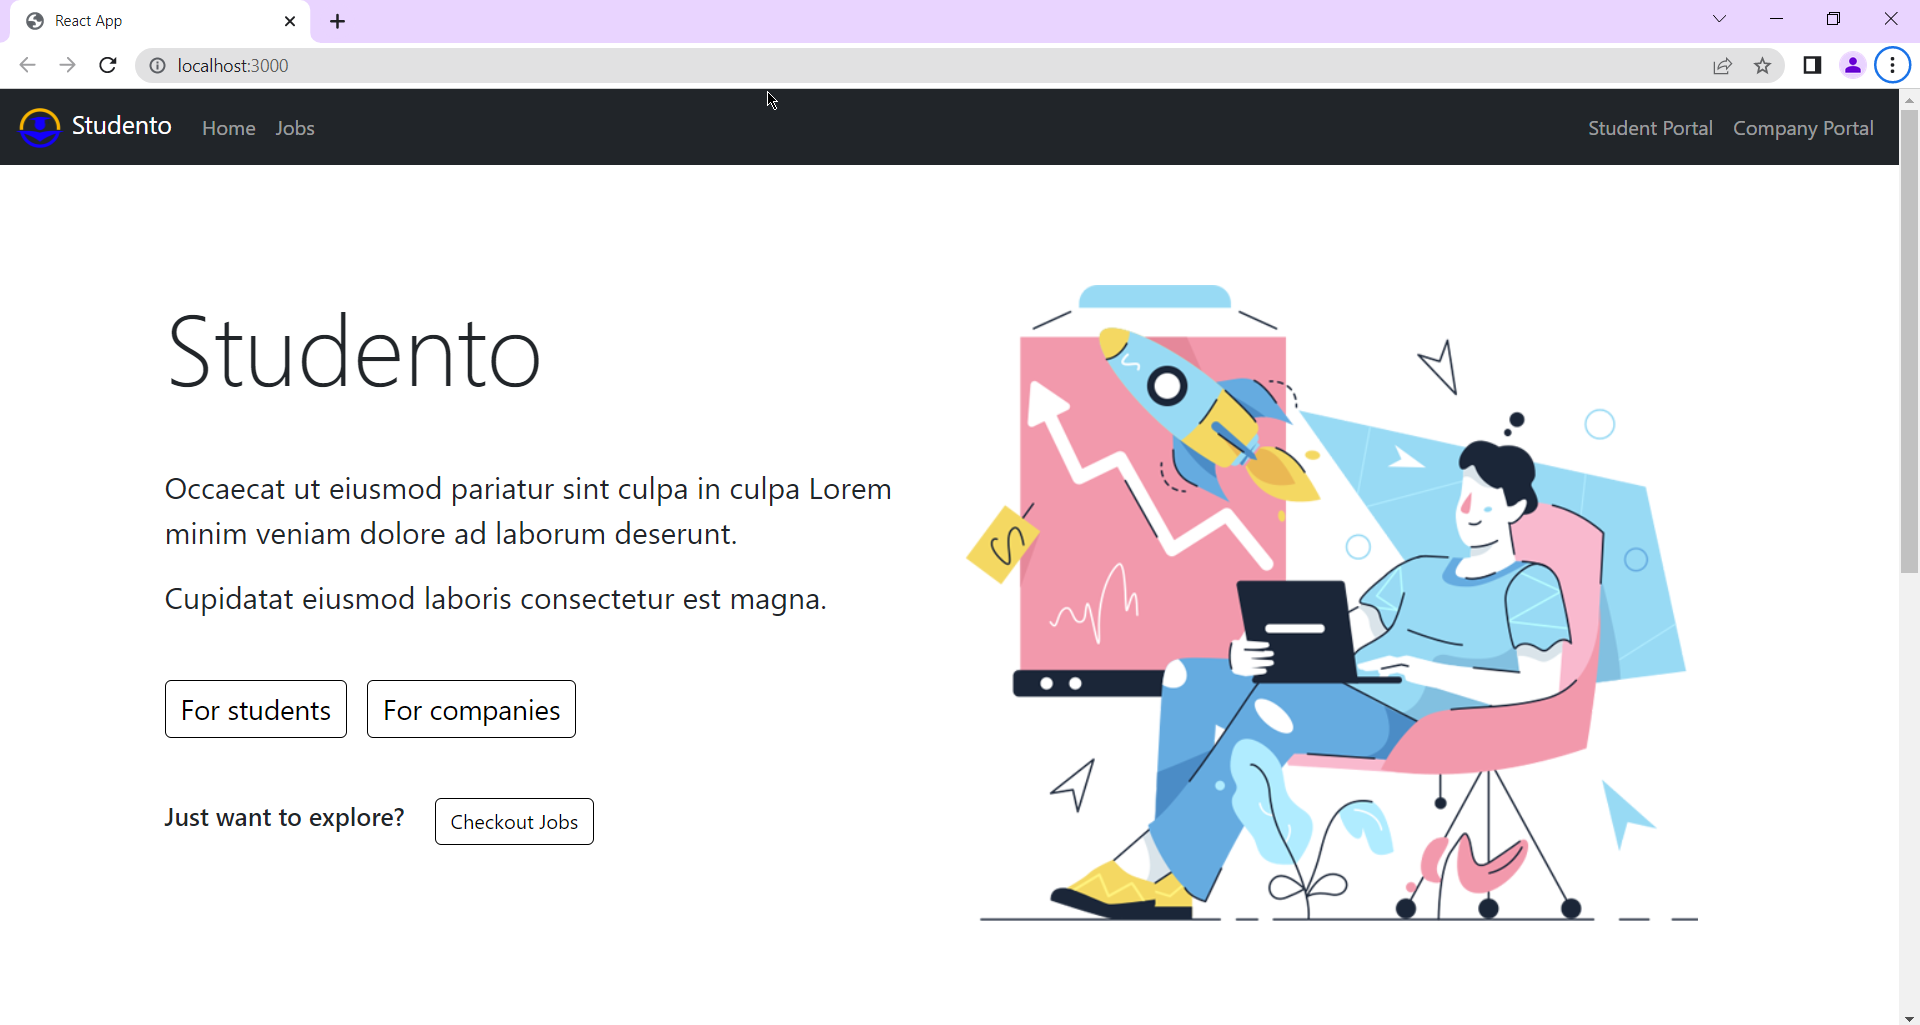 React App
localhost:3000
Studento Home Jobs Student Portal Company Portal
Studento
Occaecat ut eiusmod pariatur sint culpa in culpa Lorem
minim veniam dolore ad laborum deserunt.
Cupidatat eiusmod laboris consectetur est magna.
For students For companies
Just want to explore? Checkout Jobs